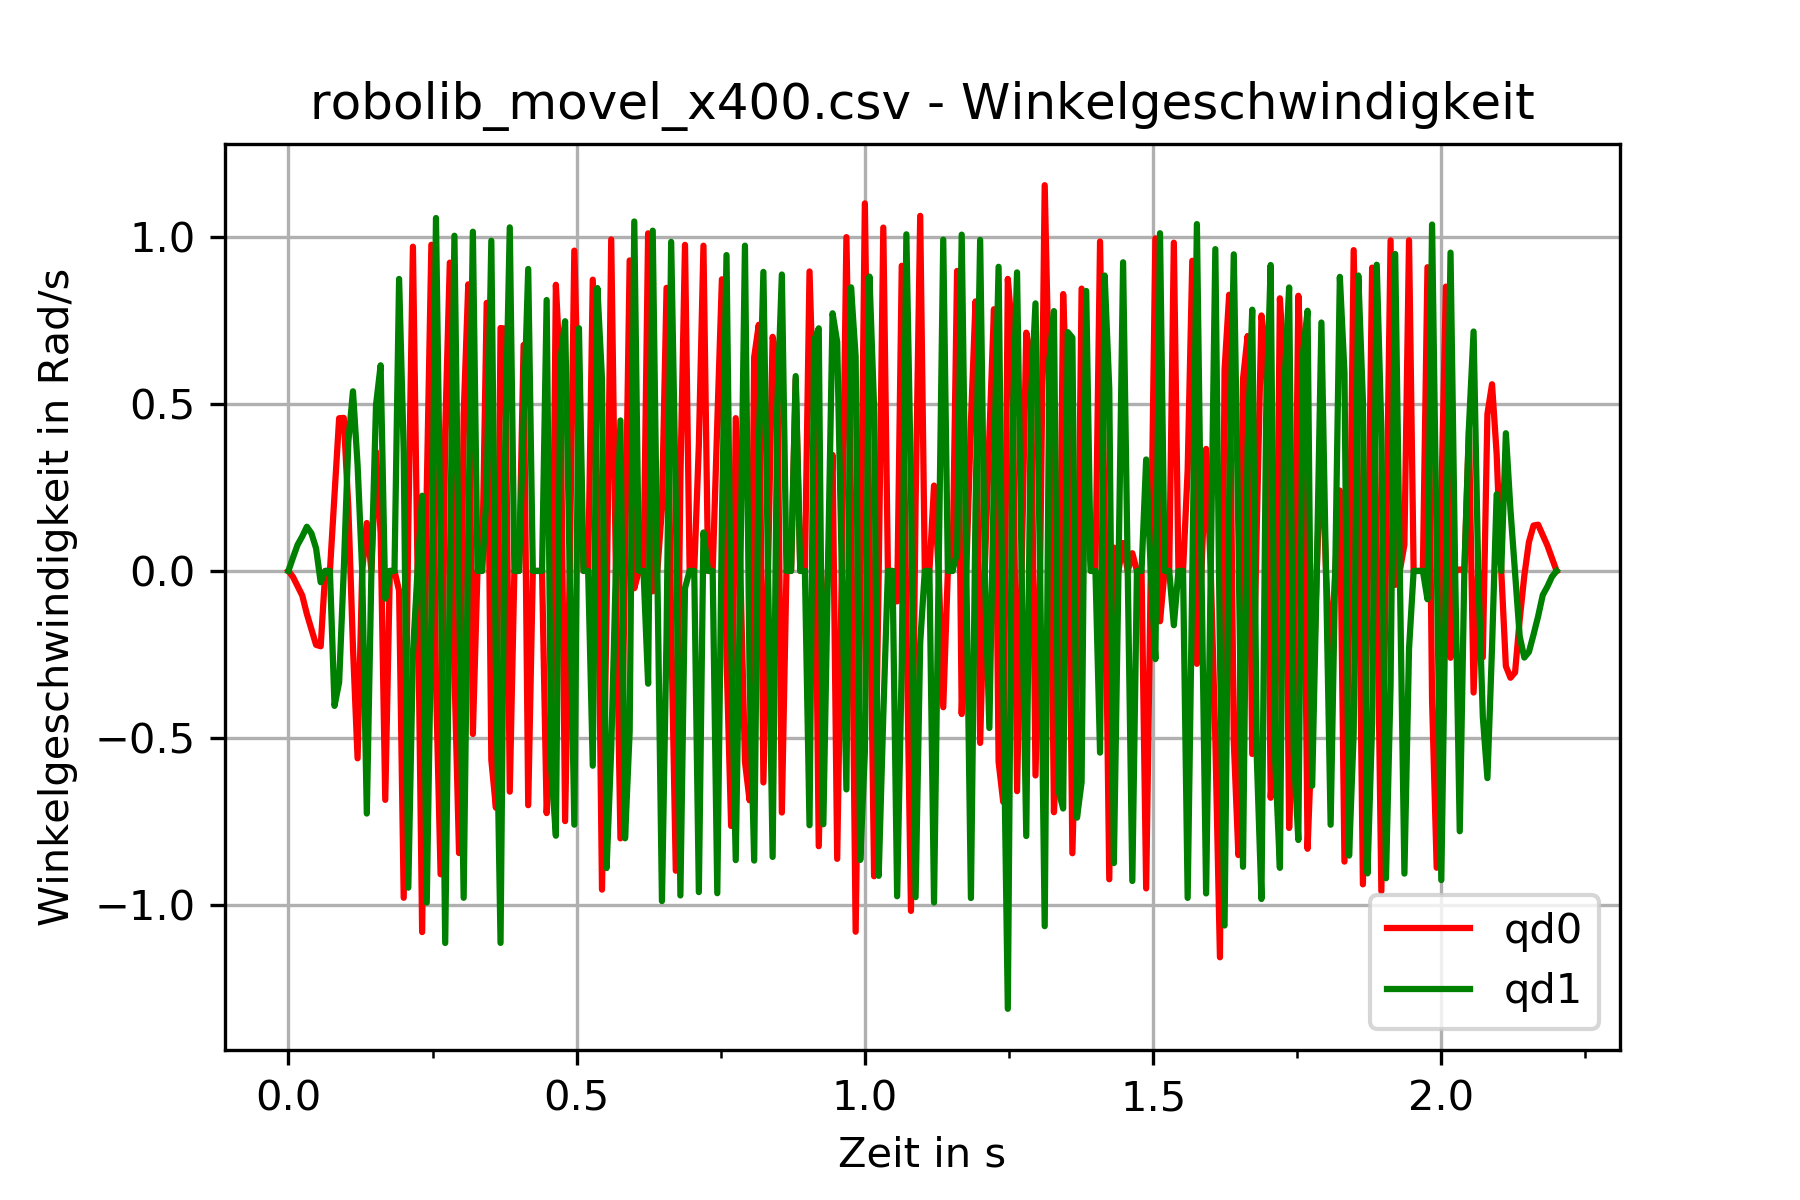 robolib_movel_x400.csv - Winkelgeschwindigkeit
Winkelgeschwindigkeit in Rad/s
1.0
0.5
0.0
−0.5
−1.0
qd0
qd1
0.0 0.5 1.0 1.5 2.0
Zeit in s